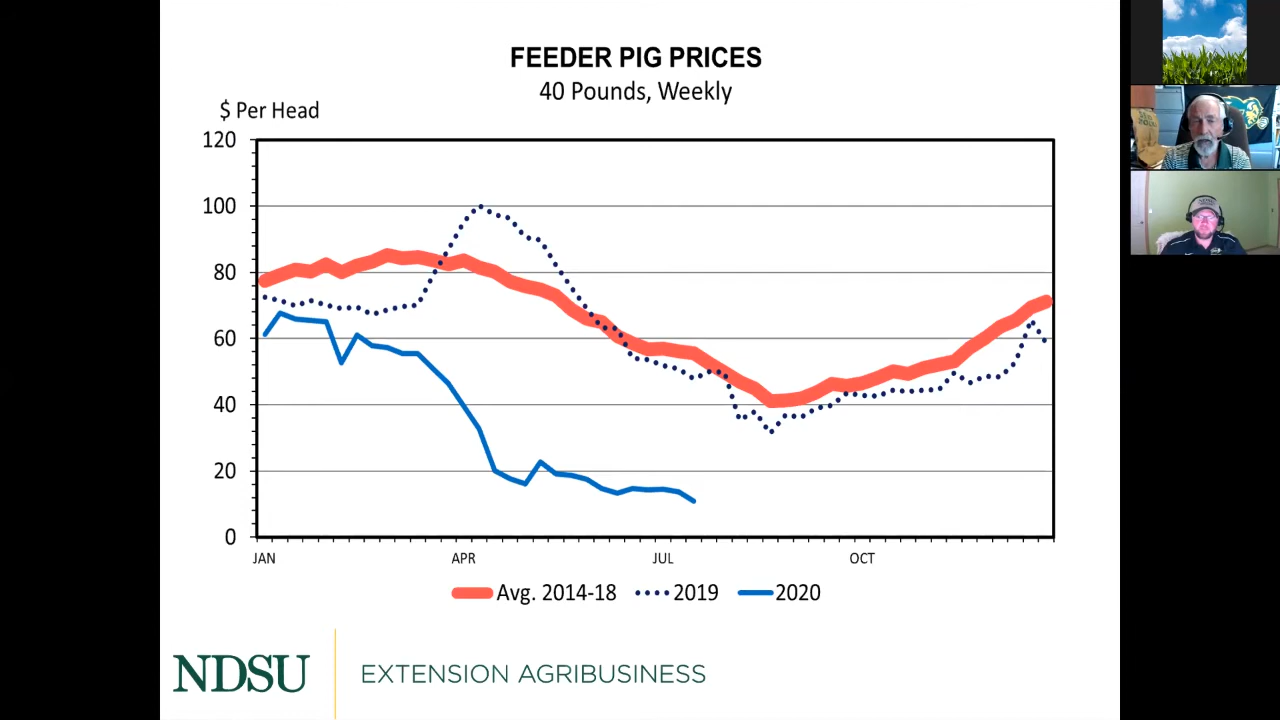 FEEDER PIG PRICES
40 Pounds, Weekly
$ Per Head
120
100
80
60
40
20
0
JAN APR JUL OCT
Avg. 2014-18 2019 2020
NDSU EXTENSION AGRIBUSINESS
NDSU